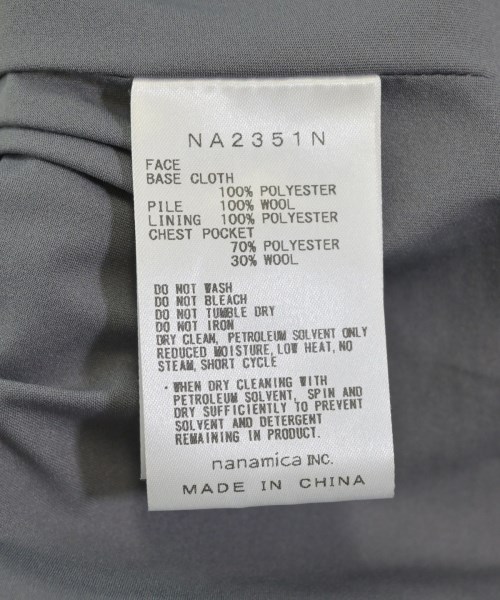 NA2351N
FACE
BASE CLOTH
100% POLYESTER
PILE 100% WOOL
LINING 100% POLYESTER
CHEST POCKET
70% POLYESTER
30% WOOL
DO NOT WASH
DO NOT BLEACH
DO NOT TUMBLE DRY
DO NOT IRON
DRY CLEAN, PETROLEUM SOLVENT ONLY
REDUCED MOISTURE, LOW HEAT, NO
STEAM, SHORT CYCLE
・WHEN DRY CLEANING WITH
PETROLEUM SOLVENT, SPIN AND
DRY SUFFICIENTLY TO PREVENT
SOLVENT AND DETERGENT
REMAINING IN PRODUCT.
nanamica INC.
MADE IN CHINA